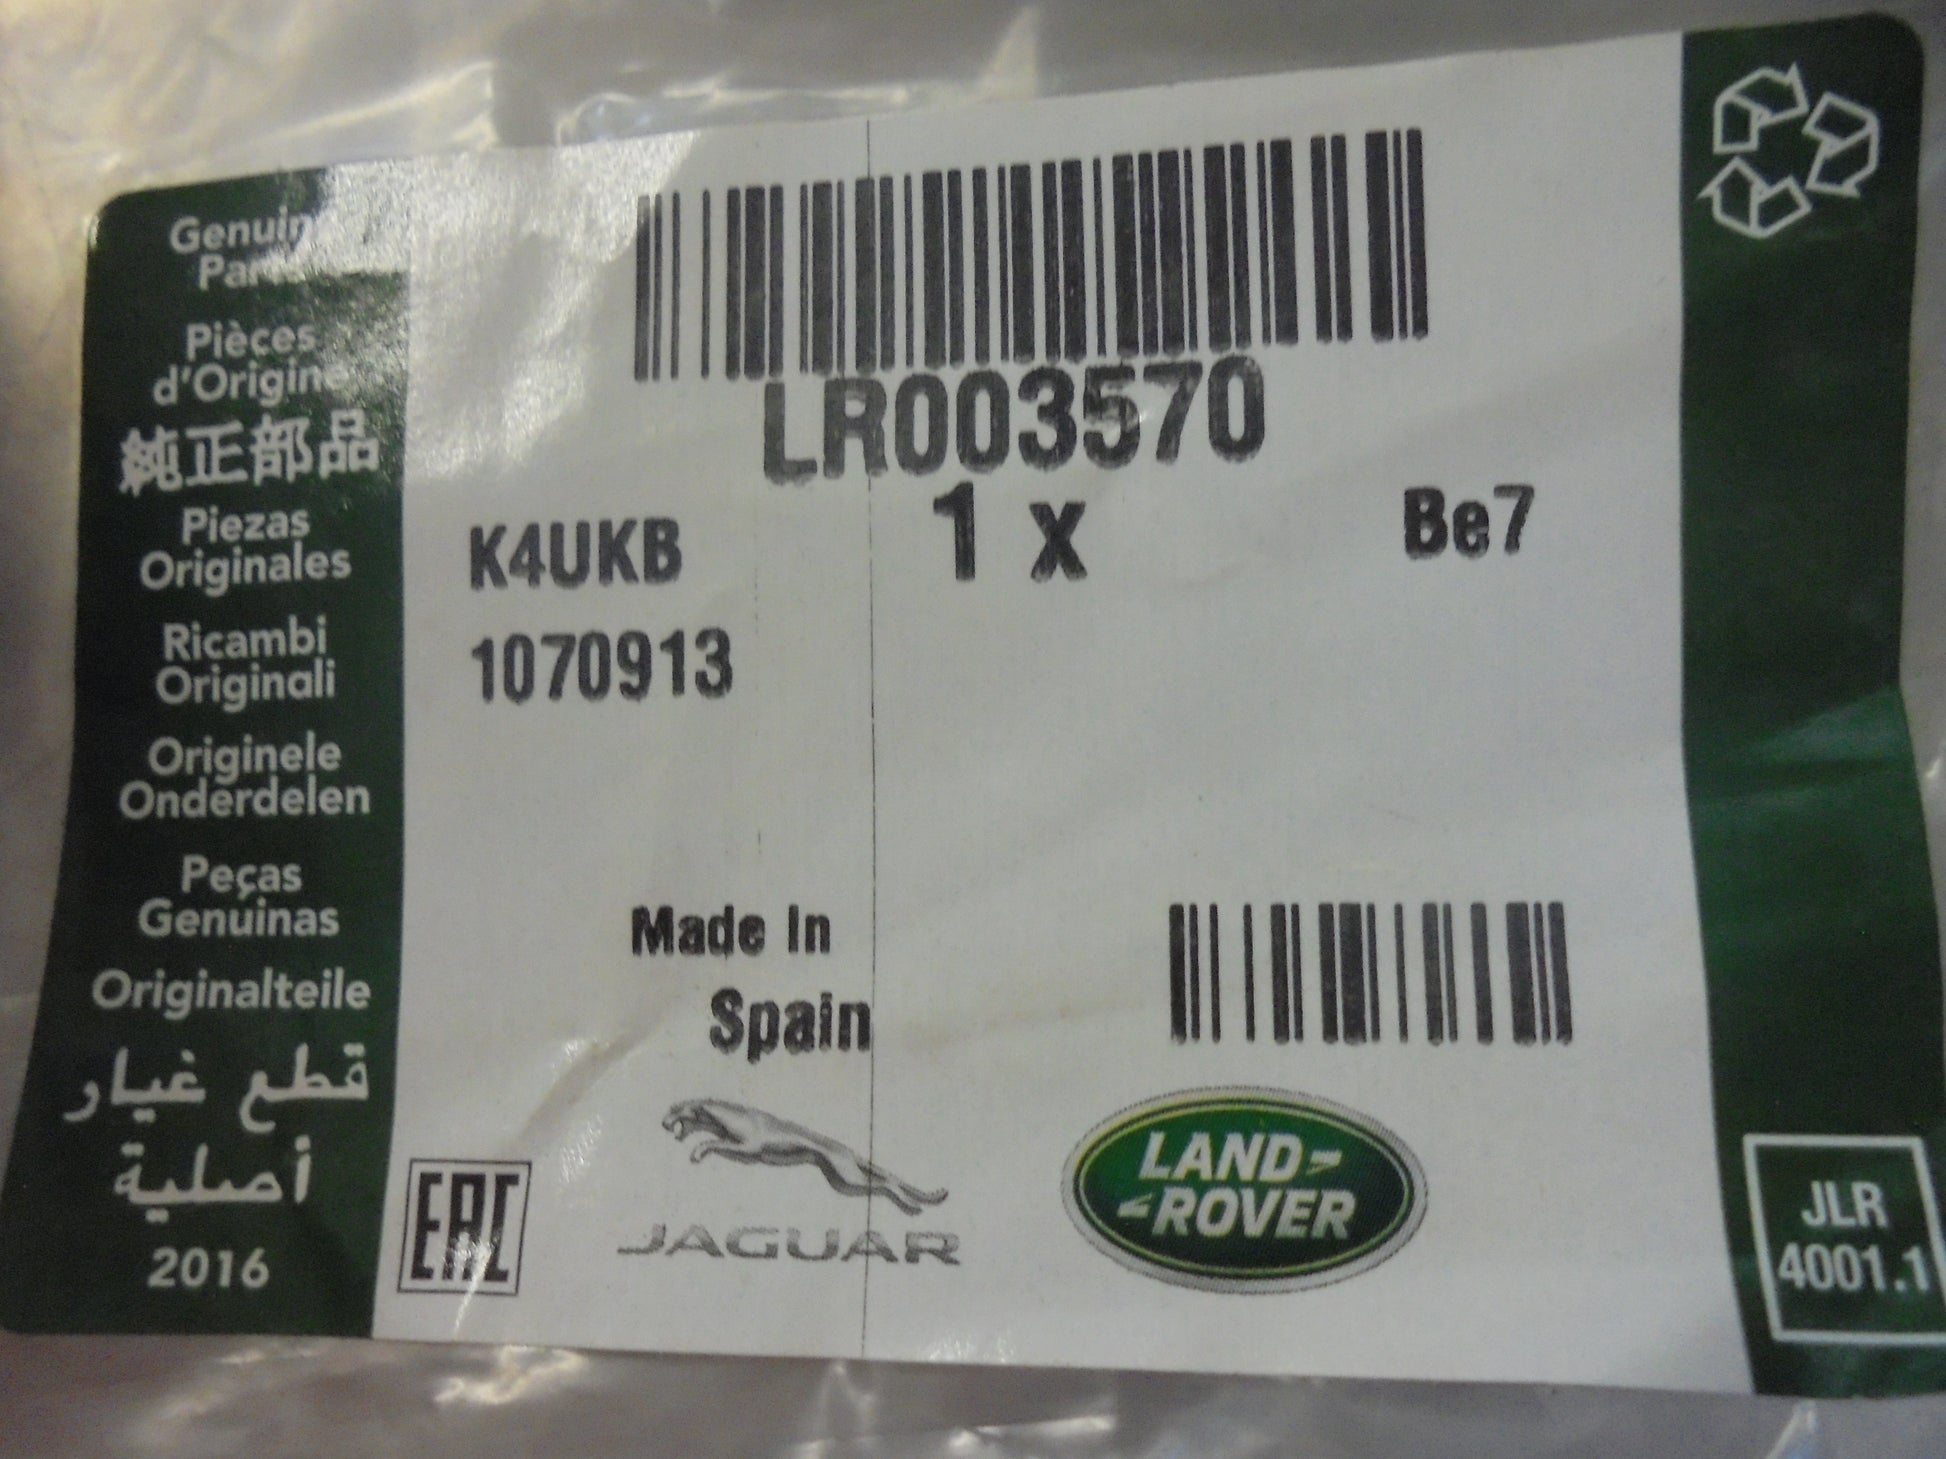 Genuine
Parts
Pièces
d'Origine
純正部品
Piezas
Originales
Ricambi
Originali
Originele
Onderdelen
Peças
Genuinas
Originalteile
قطع غيار
أصلية
2016
LR003570
K4UKB
1 x
Be7
1070913
Made In
Spain
EAC
JAGUAR
LAND-
ROVER
JLR
4001.1